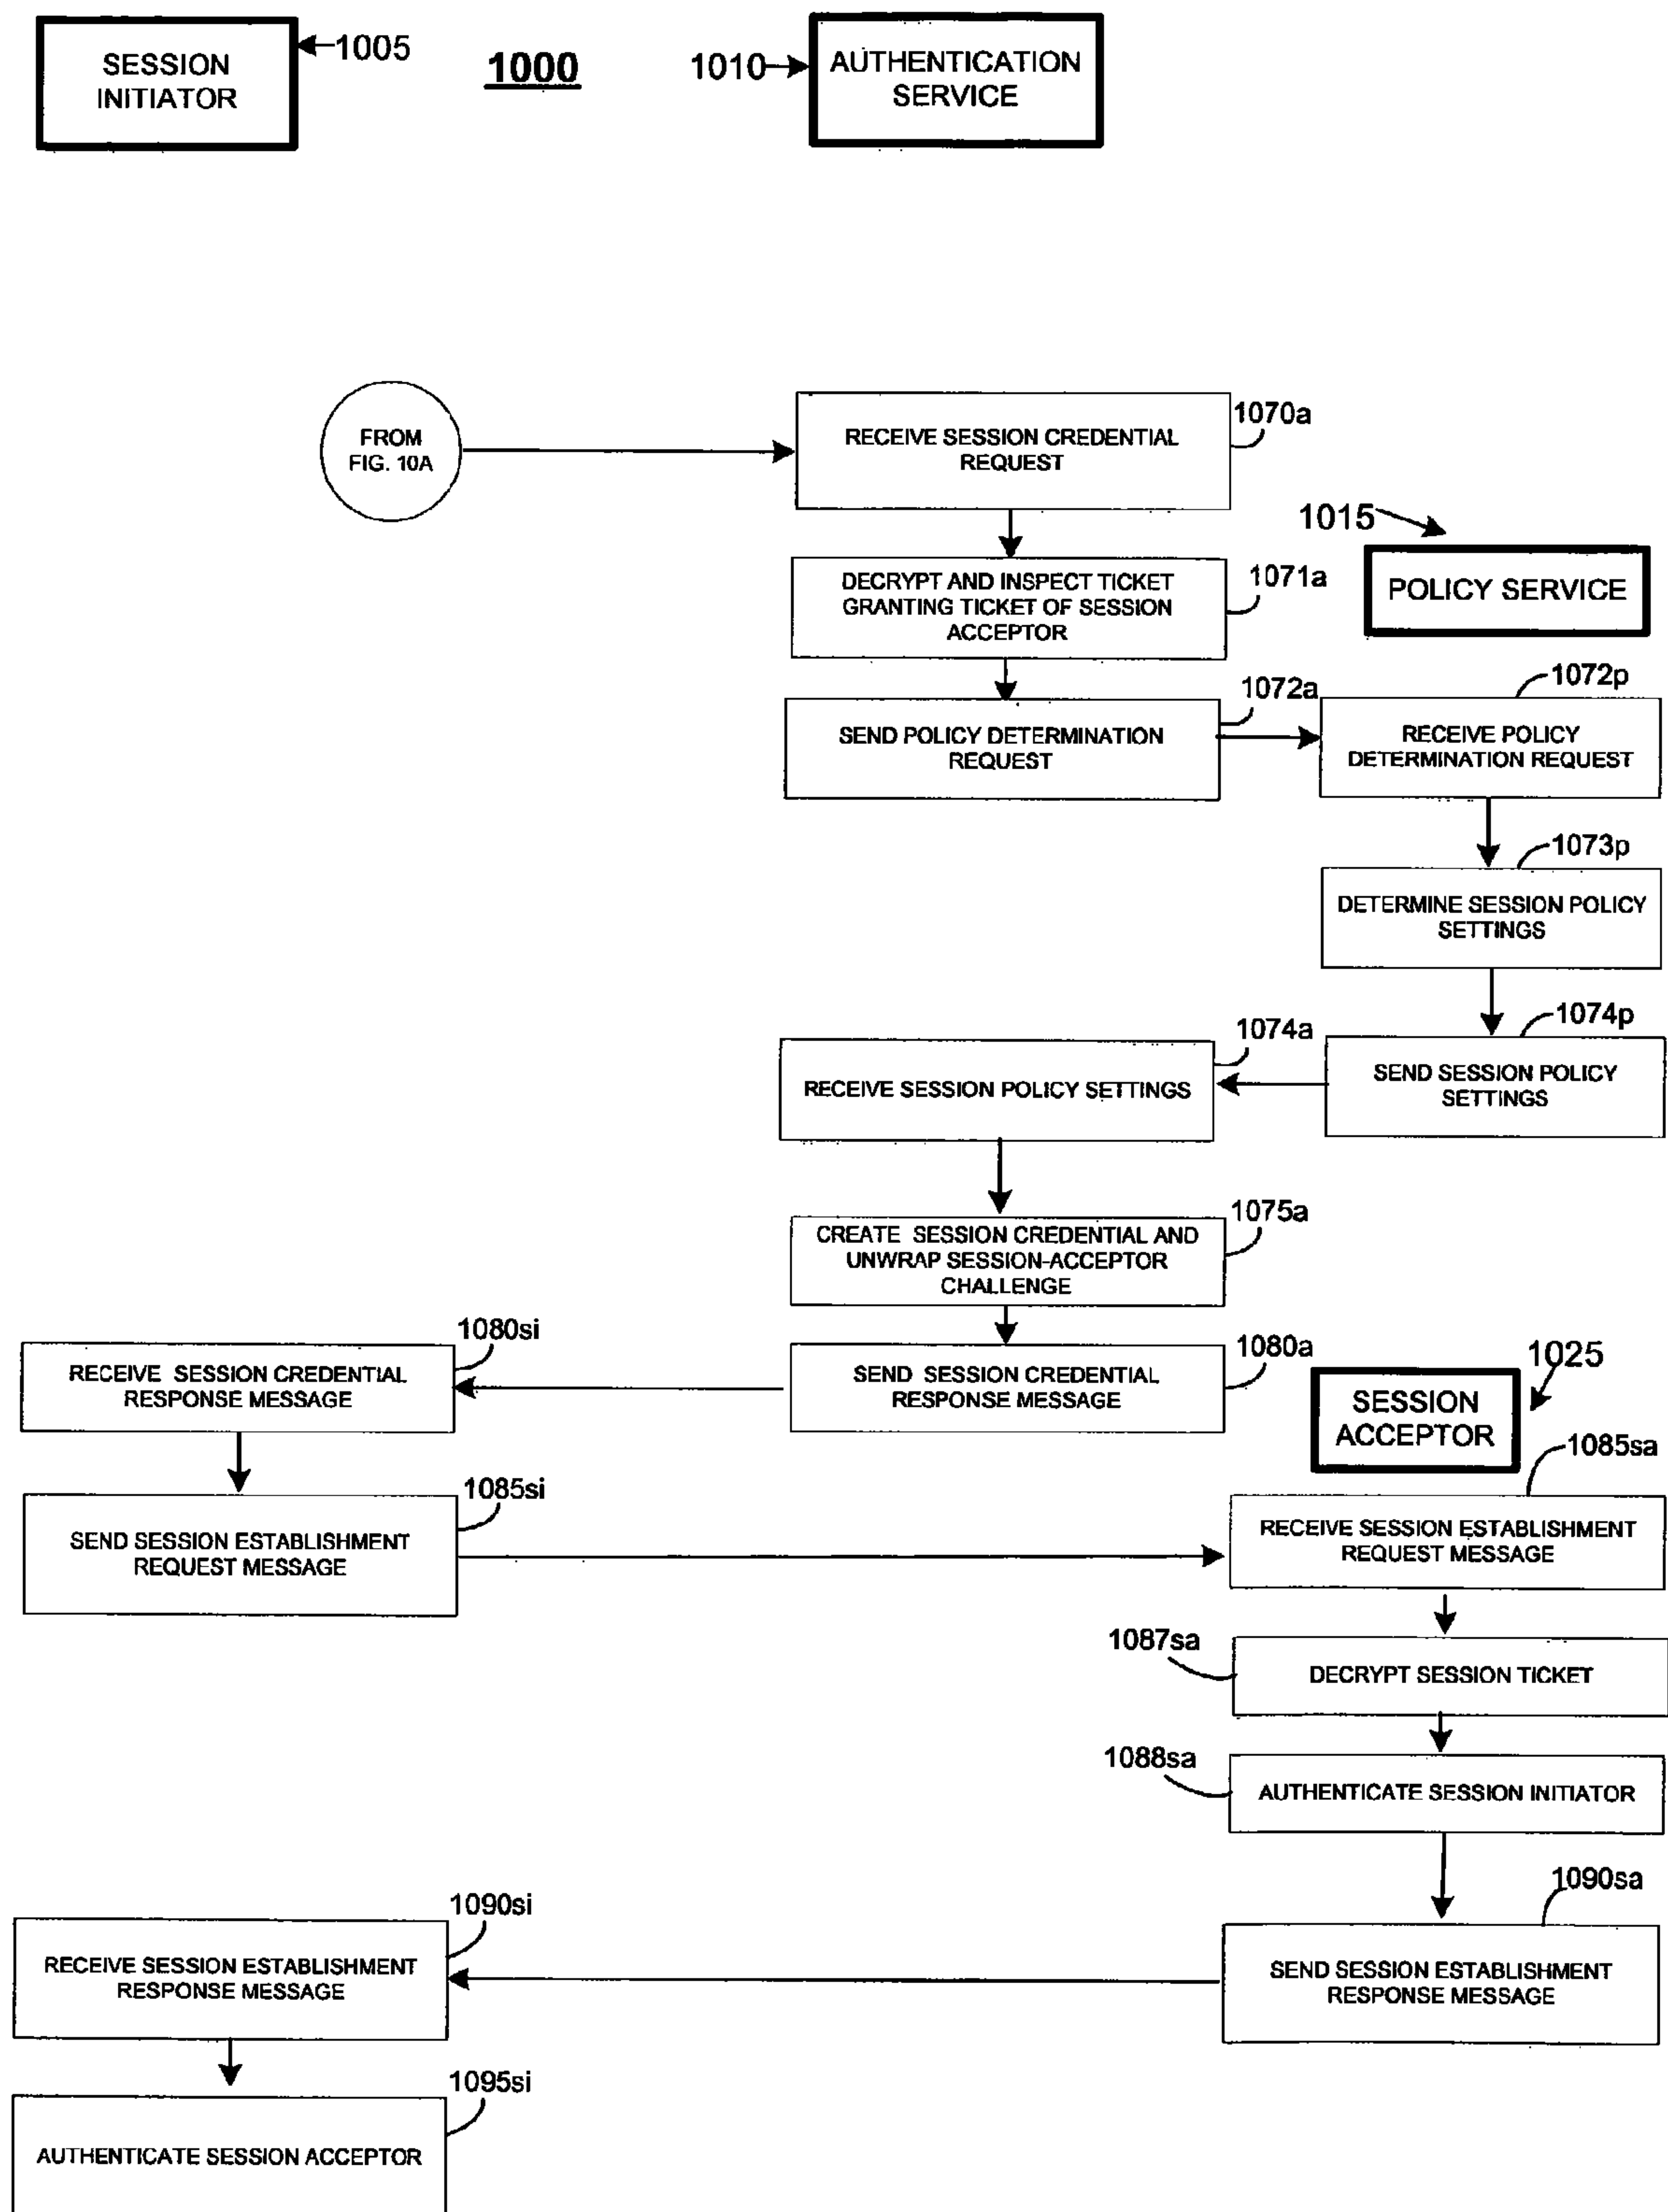 SESSION
INITIATOR
1005
1000
1010
AUTHENTICATION
SERVICE
FROM
FIG. 10A
RECEIVE SESSION CREDENTIAL
REQUEST
1070a
1015
POLICY SERVICE
DECRYPT AND INSPECT TICKET
GRANTING TICKET OF SESSION
ACCEPTOR
1071a
SEND POLICY DETERMINATION
REQUEST
1072a
1072p
RECEIVE POLICY
DETERMINATION REQUEST
1073p
DETERMINE SESSION POLICY
SETTINGS
1074p
SEND SESSION POLICY
SETTINGS
1074a
RECEIVE SESSION POLICY SETTINGS
1075a
CREATE SESSION CREDENTIAL AND
UNWRAP SESSION-ACCEPTOR
CHALLENGE
1080si
RECEIVE SESSION CREDENTIAL
RESPONSE MESSAGE
1080a
SEND SESSION CREDENTIAL
RESPONSE MESSAGE
1025
SESSION
ACCEPTOR
1085si
SEND SESSION ESTABLISHMENT
REQUEST MESSAGE
1085sa
RECEIVE SESSION ESTABLISHMENT
REQUEST MESSAGE
1087sa
DECRYPT SESSION TICKET
1088sa
AUTHENTICATE SESSION INITIATOR
1090sa
SEND SESSION ESTABLISHMENT
RESPONSE MESSAGE
1090si
RECEIVE SESSION ESTABLISHMENT
RESPONSE MESSAGE
1095si
AUTHENTICATE SESSION ACCEPTOR